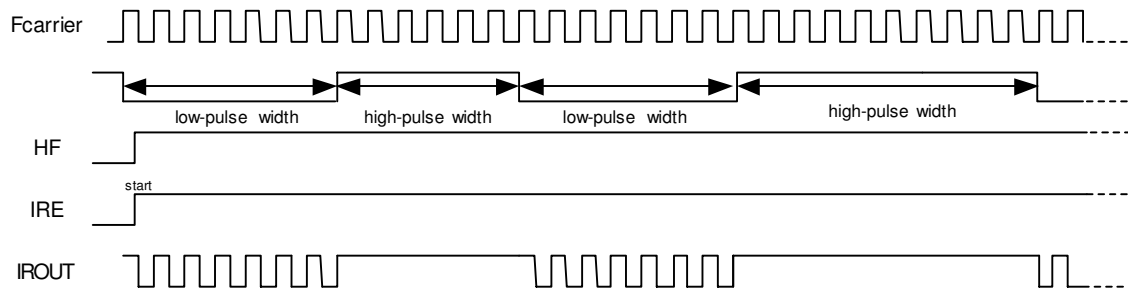 Fcarrier
low-pulse width
high-pulse width
low-pulse width
high-pulse width
HF
start
IRE
IROUT